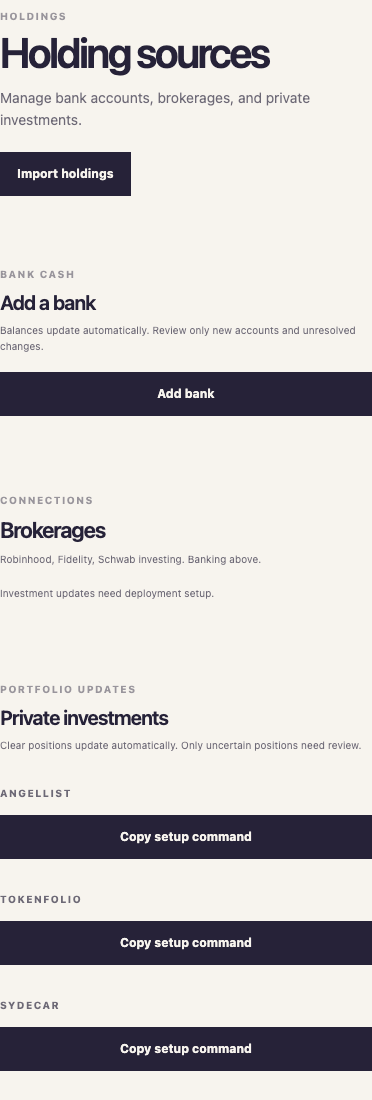 HOLDINGS
Holding sources
Manage bank accounts, brokerages, and private
investments.
Import holdings
BANK CASH
Add a bank
Balances update automatically. Review only new accounts and unresolved
changes.
Add bank
CONNECTIONS
Brokerages
Robinhood, Fidelity, Schwab investing. Banking above.
Investment updates need deployment setup.
PORTFOLIO UPDATES
Private investments
Clear positions update automatically. Only uncertain positions need review.
ANGELLIST
Copy setup command
TOKENFOLIO
Copy setup command
SYDECAR
Copy setup command